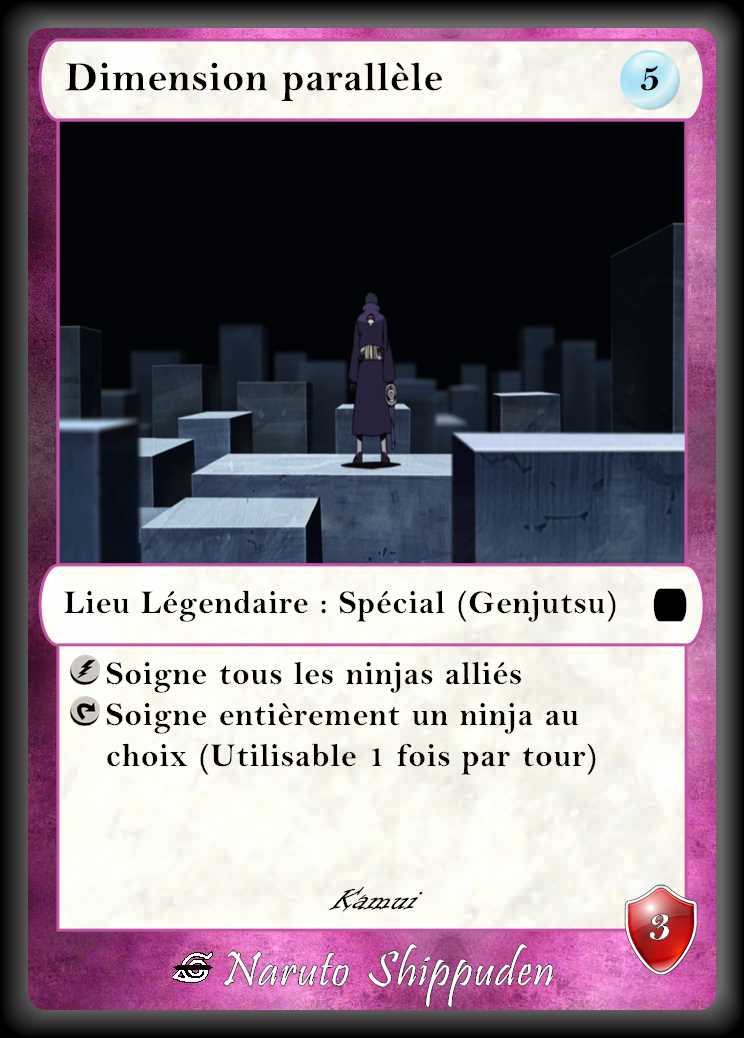 Dimension parallèle
5
Lieu Légendaire : Spécial (Genjutsu)
Soigne tous les ninjas alliés
Soigne entièrement un ninja au
choix (Utilisable 1 fois par tour)
Kamui
3
Naruto Shippuden